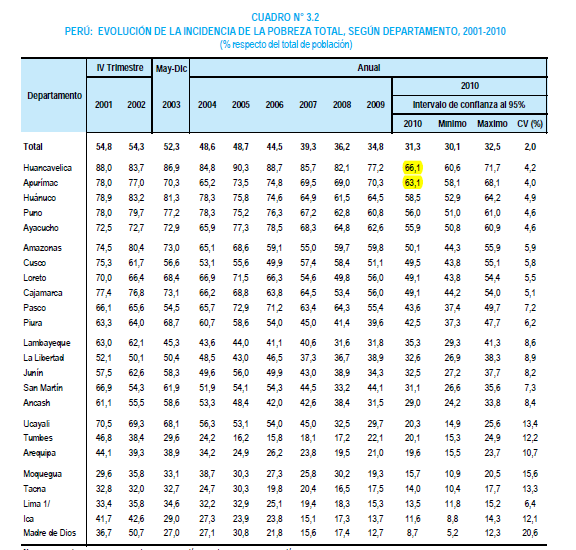 CUADRO N° 3.2
PERÚ: EVOLUCIÓN DE LA INCIDENCIA DE LA POBREZA TOTAL, SEGÚN DEPARTAMENTO, 2001-2010
(% respecto del total de población)
Departamento IV Trimestre May-Dic Anual
2010
Intervalo de confianza al 95%
2001 2002 2003 2004 2005 2006 2007 2008 2009 2010 Mínimo Máximo CV (%)
Total 54,8 54,3 52,3 48,6 48,7 44,5 39,3 36,2 34,8 31,3 30,1 32,5 2,0
Huancavelica 88,0 83,7 86,9 84,8 90,3 88,7 85,7 82,1 77,2 66,1 60,6 71,7 4,2
Apurímac 78,0 77,0 70,3 65,2 73,5 74,8 69,5 69,0 70,3 63,1 58,1 68,1 4,0
Huánuco 78,9 83,2 81,3 78,3 75,8 74,6 64,9 61,5 64,5 58,5 52,9 64,2 4,9
Puno 78,0 79,7 77,2 78,3 75,2 76,3 67,2 62,8 60,8 56,0 51,0 61,0 4,6
Ayacucho 72,5 72,7 72,9 65,9 77,3 78,5 68,3 64,8 62,6 55,9 50,8 60,9 4,6
Amazonas 74,5 80,4 73,0 65,1 68,6 59,1 55,0 59,7 59,8 50,1 44,3 55,9 5,9
Cusco 75,3 61,7 56,6 53,1 55,6 49,9 57,4 58,4 51,1 49,5 43,8 55,1 5,8
Loreto 70,0 66,4 68,4 66,9 71,5 66,3 54,6 49,8 56,0 49,1 43,8 54,4 5,5
Cajamarca 77,4 76,8 73,1 66,2 68,8 63,8 64,5 53,4 56,0 49,1 44,2 54,0 5,1
Pasco 66,1 65,6 54,5 65,7 72,9 71,2 63,4 64,3 55,4 43,6 37,4 49,7 7,2
Piura 63,3 64,0 68,7 60,7 58,6 54,0 45,0 41,4 39,6 42,5 37,3 47,7 6,2
Lambayeque 63,0 62,1 45,3 43,6 44,0 41,1 40,6 31,6 31,8 35,3 29,3 41,3 8,6
La Libertad 52,1 50,1 50,4 48,5 43,0 46,5 37,3 36,7 38,9 32,6 26,9 38,3 8,9
Junín 57,5 62,6 58,3 49,6 56,0 49,9 43,0 38,9 34,3 32,5 27,2 37,7 8,2
San Martín 66,9 54,3 61,9 51,9 54,1 54,3 44,5 33,2 44,1 31,1 26,6 35,6 7,3
Ancash 61,1 55,5 58,6 53,3 48,4 42,0 42,6 38,4 31,5 29,0 24,2 33,8 8,4
Ucayali 70,5 69,3 68,1 56,3 53,1 54,0 45,0 32,5 29,7 20,3 14,9 25,6 13,4
Tumbes 46,8 38,4 29,6 24,2 16,2 15,8 18,1 17,2 22,1 20,1 15,3 24,9 12,2
Arequipa 44,1 39,3 38,9 34,2 24,9 26,2 23,8 19,5 21,0 19,6 15,5 23,7 10,7
Moquegua 29,6 35,8 33,1 38,7 30,3 27,3 25,8 30,2 19,3 15,7 10,9 20,5 15,6
Tacna 32,8 32,0 32,7 24,7 30,3 19,8 20,4 16,5 17,5 14,0 10,4 17,7 13,3
Lima 1/ 33,4 35,8 34,6 32,2 32,9 25,1 19,4 18,3 15,3 13,5 11,8 15,2 6,4
Ica 41,7 42,6 29,0 27,3 23,9 23,8 15,1 17,3 13,7 11,6 8,8 14,3 12,1
Madre de Dios 36,7 50,7 27,0 27,1 30,8 21,8 15,6 17,4 12,7 8,7 5,2 12,3 20,6